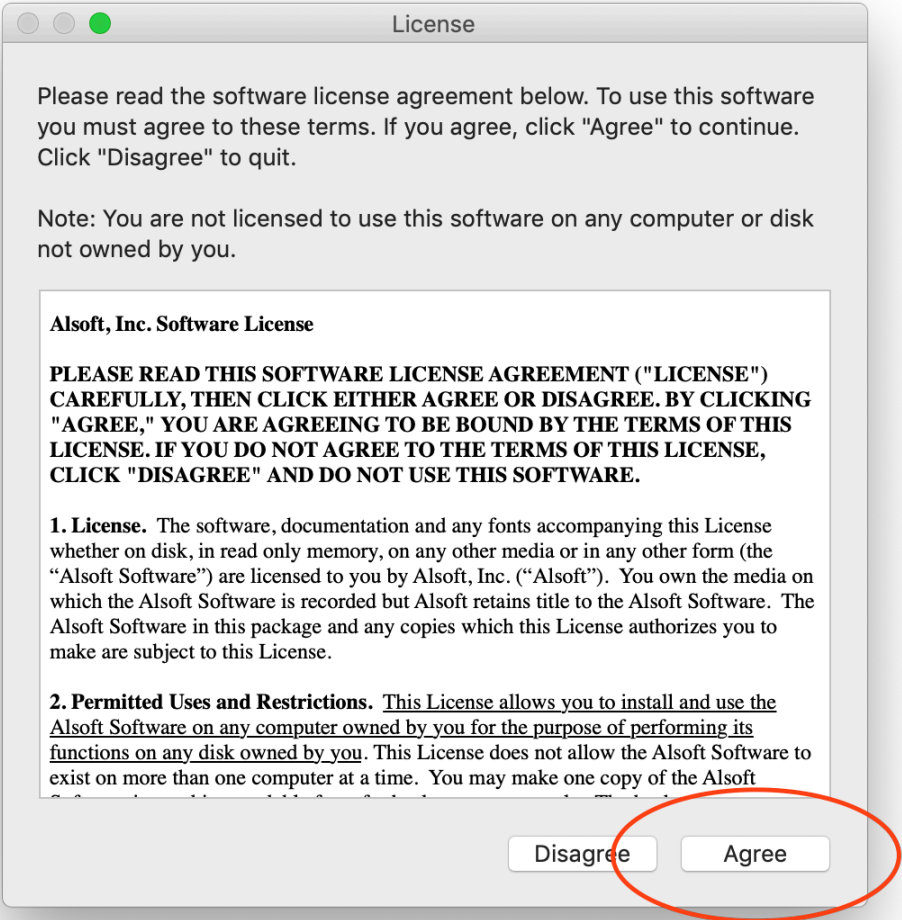 License
Please read the software license agreement below. To use this software
you must agree to these terms. If you agree, click "Agree" to continue.
Click "Disagree" to quit.
Note: You are not licensed to use this software on any computer or disk
not owned by you.
Alsoft, Inc. Software License
PLEASE READ THIS SOFTWARE LICENSE AGREEMENT ("LICENSE")
CAREFULLY, THEN CLICK EITHER AGREE OR DISAGREE. BY CLICKING
"AGREE," YOU ARE AGREEING TO BE BOUND BY THE TERMS OF THIS
LICENSE. IF YOU DO NOT AGREE TO THE TERMS OF THIS LICENSE,
CLICK "DISAGREE" AND DO NOT USE THIS SOFTWARE.
1. License. The software, documentation and any fonts accompanying this License
whether on disk, in read only memory, on any other media or in any other form (the
“Alsoft Software”) are licensed to you by Alsoft, Inc. (“Alsoft”). You own the media on
which the Alsoft Software is recorded but Alsoft retains title to the Alsoft Software. The
Alsoft Software in this package and any copies which this License authorizes you to
make are subject to this License.
2. Permitted Uses and Restrictions. This License allows you to install and use the
Alsoft Software on any computer owned by you for the purpose of performing its
functions on any disk owned by you. This License does not allow the Alsoft Software to
exist on more than one computer at a time. You may make one copy of the Alsoft
Disagree Agree